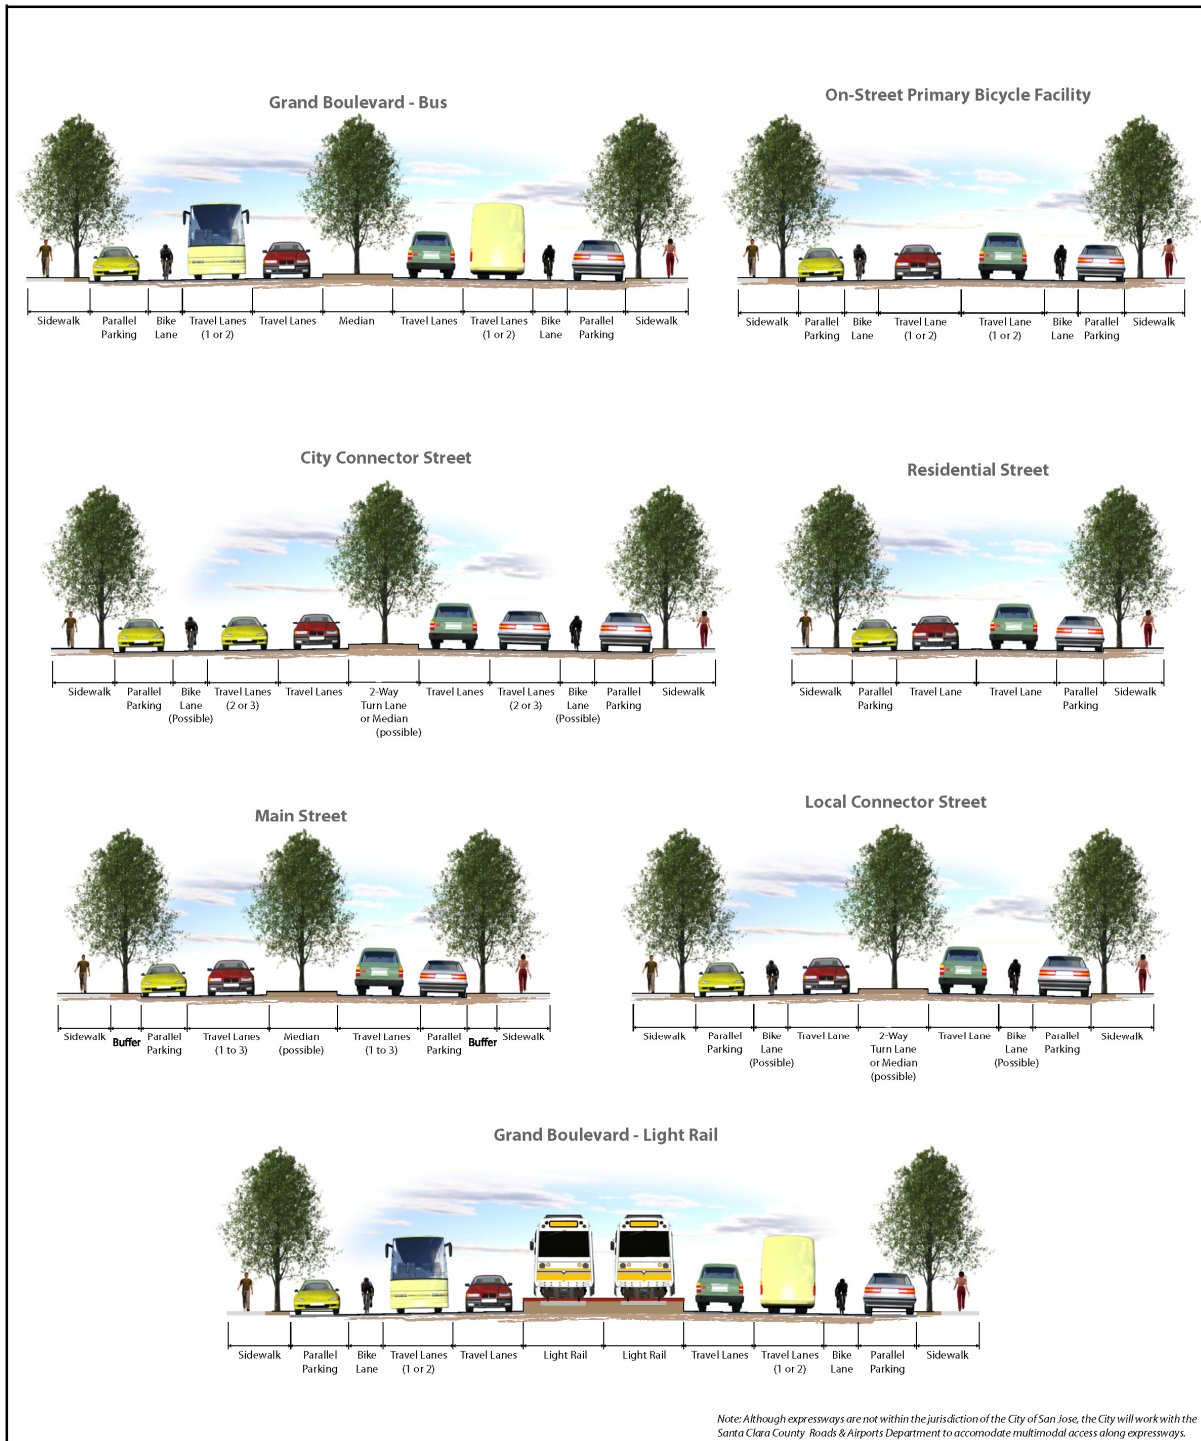 Grand Boulevard - Bus
Sidewalk
Parallel
Parking
Bike
Lane
Travel Lanes
(1 or 2)
Travel Lanes
Median
Travel Lanes
Travel Lanes
(1 or 2)
Bike
Lane
Parallel
Parking
Sidewalk
On-Street Primary Bicycle Facility
Sidewalk
Parallel
Parking
Bike
Lane
Travel Lane
(1 or 2)
Travel Lane
(1 or 2)
Bike
Lane
Parallel
Parking
Sidewalk
City Connector Street
Sidewalk
Parallel
Parking
Bike
Lane
(Possible)
Travel Lanes
(2 or 3)
Travel Lanes
2-Way
Turn Lane
or Median
(possible)
Travel Lanes
Travel Lanes
(2 or 3)
Bike
Lane
(Possible)
Parallel
Parking
Sidewalk
Residential Street
Sidewalk
Parallel
Parking
Travel Lane
Travel Lane
Parallel
Parking
Sidewalk
Main Street
Sidewalk
Buffer
Parallel
Parking
Travel Lanes
(1 to 3)
Median
(possible)
Travel Lanes
(1 to 3)
Parallel
Parking
Buffer
Sidewalk
Local Connector Street
Sidewalk
Parallel
Parking
Bike
Lane
(Possible)
Travel Lane
2-Way
Turn Lane
or Median
(possible)
Travel Lane
Bike
Lane
(Possible)
Parallel
Parking
Sidewalk
Grand Boulevard - Light Rail
Sidewalk
Parallel
Parking
Bike
Lane
Travel Lanes
(1 or 2)
Travel Lanes
Light Rail
Light Rail
Travel Lanes
Travel Lanes
(1 or 2)
Bike
Lane
Parallel
Parking
Sidewalk
Note: Although expressways are not within the jurisdiction of the City of San Jose, the City will work with the
Santa Clara County Roads & Airports Department to accomodate multimodal access along expressways.